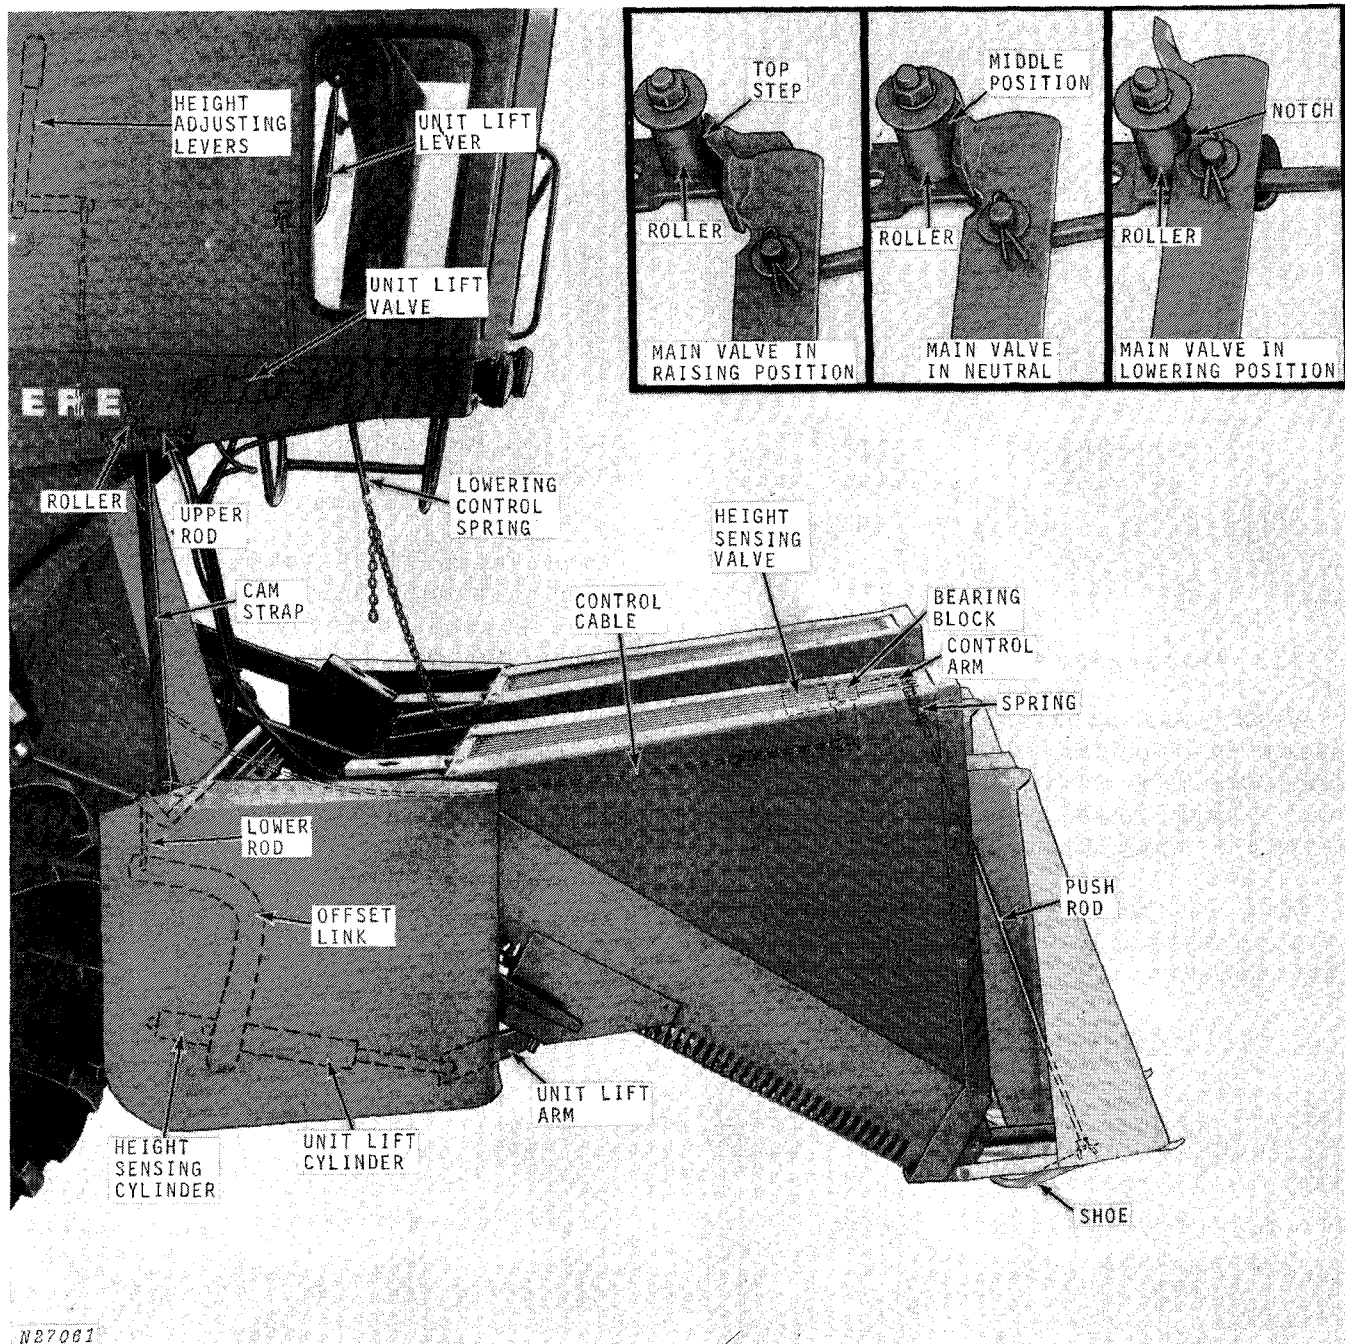 HEIGHT
ADJUSTING
LEVERS
UNIT LIFT
LEVER
UNIT LIFT
VALVE
TOP
STEP
ROLLER
MAIN VALVE IN
RAISING POSITION
MIDDLE
POSITION
ROLLER
MAIN VALVE
IN NEUTRAL
NOTCH
ROLLER
MAIN VALVE IN
LOWERING POSITION
EERE
ROLLER
UPPER
ROD
LOWERING
CONTROL
SPRING
CAM
STRAP
CONTROL
CABLE
HEIGHT
SENSING
VALVE
BEARING
BLOCK
CONTROL
ARM
SPRING
LOWER
ROD
OFFSET
LINK
PUSH
ROD
UNIT LIFT
ARM
HEIGHT
SENSING
CYLINDER
UNIT LIFT
CYLINDER
SHOE
N27061